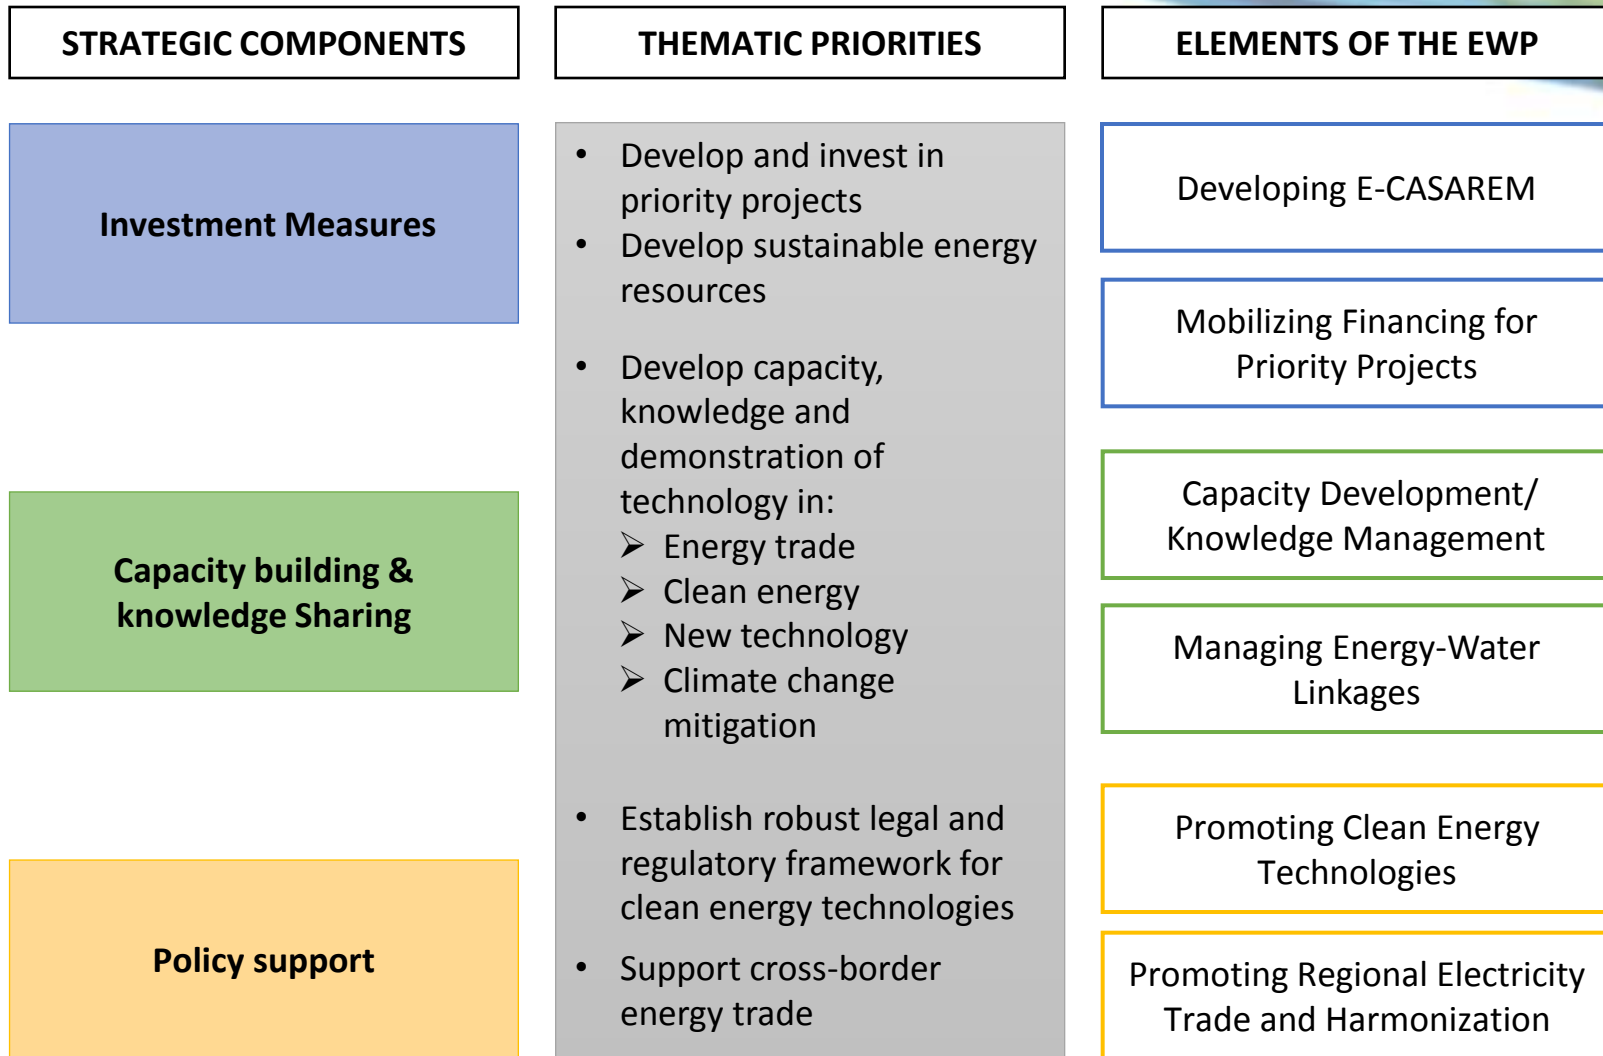 STRATEGIC COMPONENTS
THEMATIC PRIORITIES
ELEMENTS OF THE EWP
Investment Measures
Capacity building &
knowledge Sharing
Policy support
• Develop and invest in
priority projects
• Develop sustainable energy
resources
• Develop capacity,
knowledge and
demonstration of
technology in:
➢ Energy trade
➢ Clean energy
➢ New technology
➢ Climate change
mitigation
• Establish robust legal and
regulatory framework for
clean energy technologies
• Support cross-border
energy trade
Developing E-CASAREM
Mobilizing Financing for
Priority Projects
Capacity Development/
Knowledge Management
Managing Energy-Water
Linkages
Promoting Clean Energy
Technologies
Promoting Regional Electricity
Trade and Harmonization